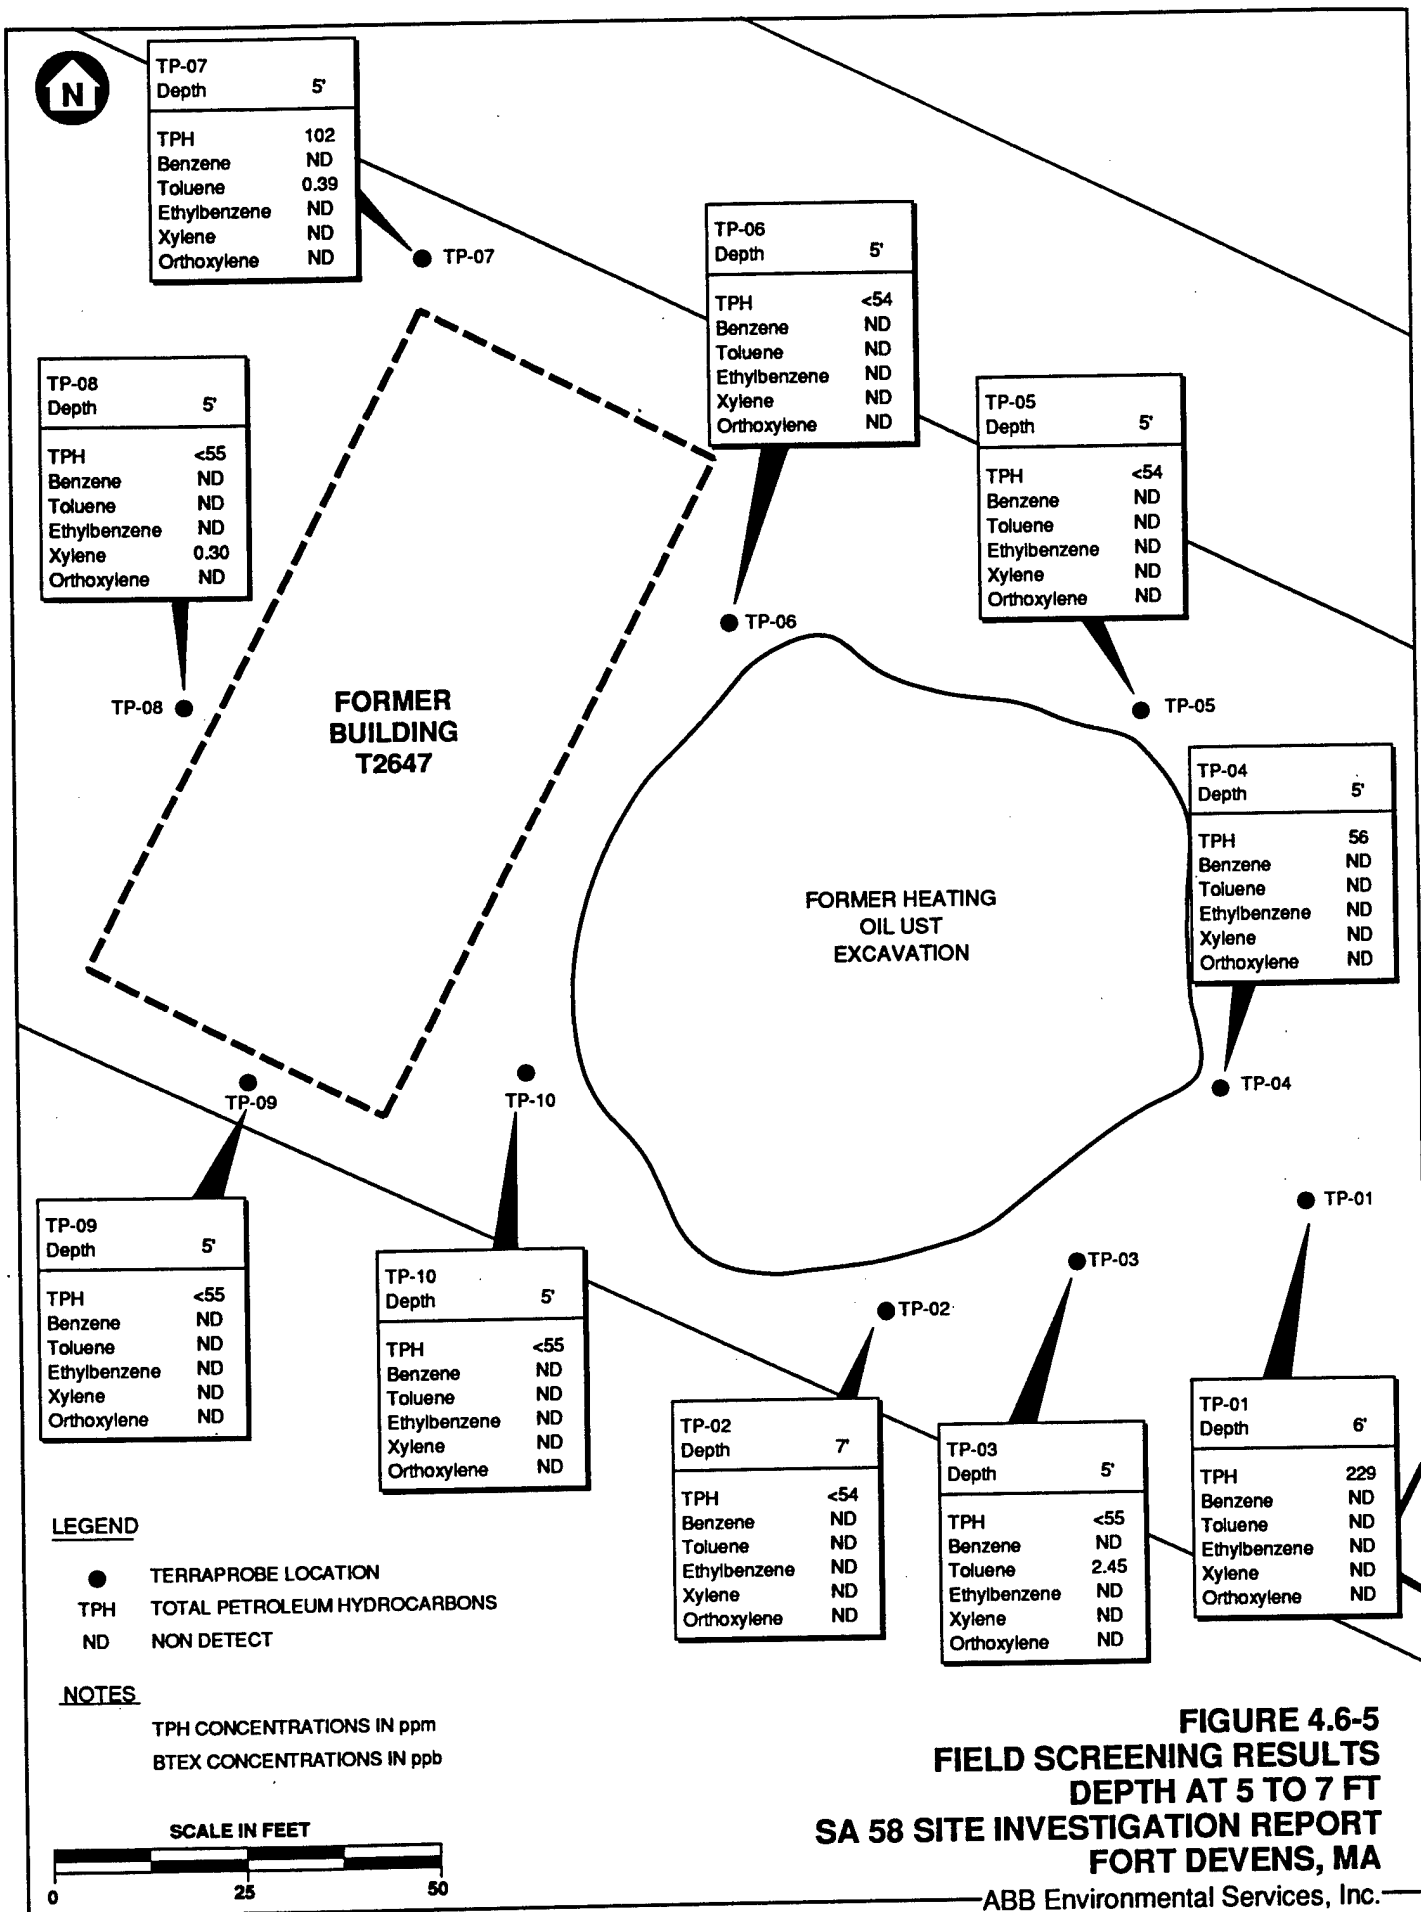 N
TP-07
Depth 5'
TPH 102
Benzene ND
Toluene 0.39
Ethylbenzene ND
Xylene ND
Orthoxylene ND
TP-07
TP-06
Depth 5'
TPH <54
Benzene ND
Toluene ND
Ethylbenzene ND
Xylene ND
Orthoxylene ND
TP-08
Depth 5'
TPH <55
Benzene ND
Toluene ND
Ethylbenzene ND
Xylene 0.30
Orthoxylene ND
TP-05
Depth 5'
TPH <54
Benzene ND
Toluene ND
Ethylbenzene ND
Xylene ND
Orthoxylene ND
TP-06
TP-08
FORMER
BUILDING
T2647
TP-05
TP-04
Depth 5'
TPH 56
Benzene ND
Toluene ND
Ethylbenzene ND
Xylene ND
Orthoxylene ND
FORMER HEATING
OIL UST
EXCAVATION
TP-09
TP-10
TP-04
TP-01
TP-03
TP-02
TP-09
Depth 5'
TPH <55
Benzene ND
Toluene ND
Ethylbenzene ND
Xylene ND
Orthoxylene ND
TP-10
Depth 5'
TPH <55
Benzene ND
Toluene ND
Ethylbenzene ND
Xylene ND
Orthoxylene ND
TP-02
Depth 7'
TPH <54
Benzene ND
Toluene ND
Ethylbenzene ND
Xylene ND
Orthoxylene ND
TP-03
Depth 5'
TPH <55
Benzene ND
Toluene 2.45
Ethylbenzene ND
Xylene ND
Orthoxylene ND
TP-01
Depth 6'
TPH 229
Benzene ND
Toluene ND
Ethylbenzene ND
Xylene ND
Orthoxylene ND
LEGEND
TERRAPROBE LOCATION
TPH TOTAL PETROLEUM HYDROCARBONS
ND NON DETECT
NOTES
TPH CONCENTRATIONS IN ppm
BTEX CONCENTRATIONS IN ppb
SCALE IN FEET
0 25 50
FIGURE 4.6-5
FIELD SCREENING RESULTS
DEPTH AT 5 TO 7 FT
SA 58 SITE INVESTIGATION REPORT
FORT DEVENS, MA
ABB Environmental Services, Inc.